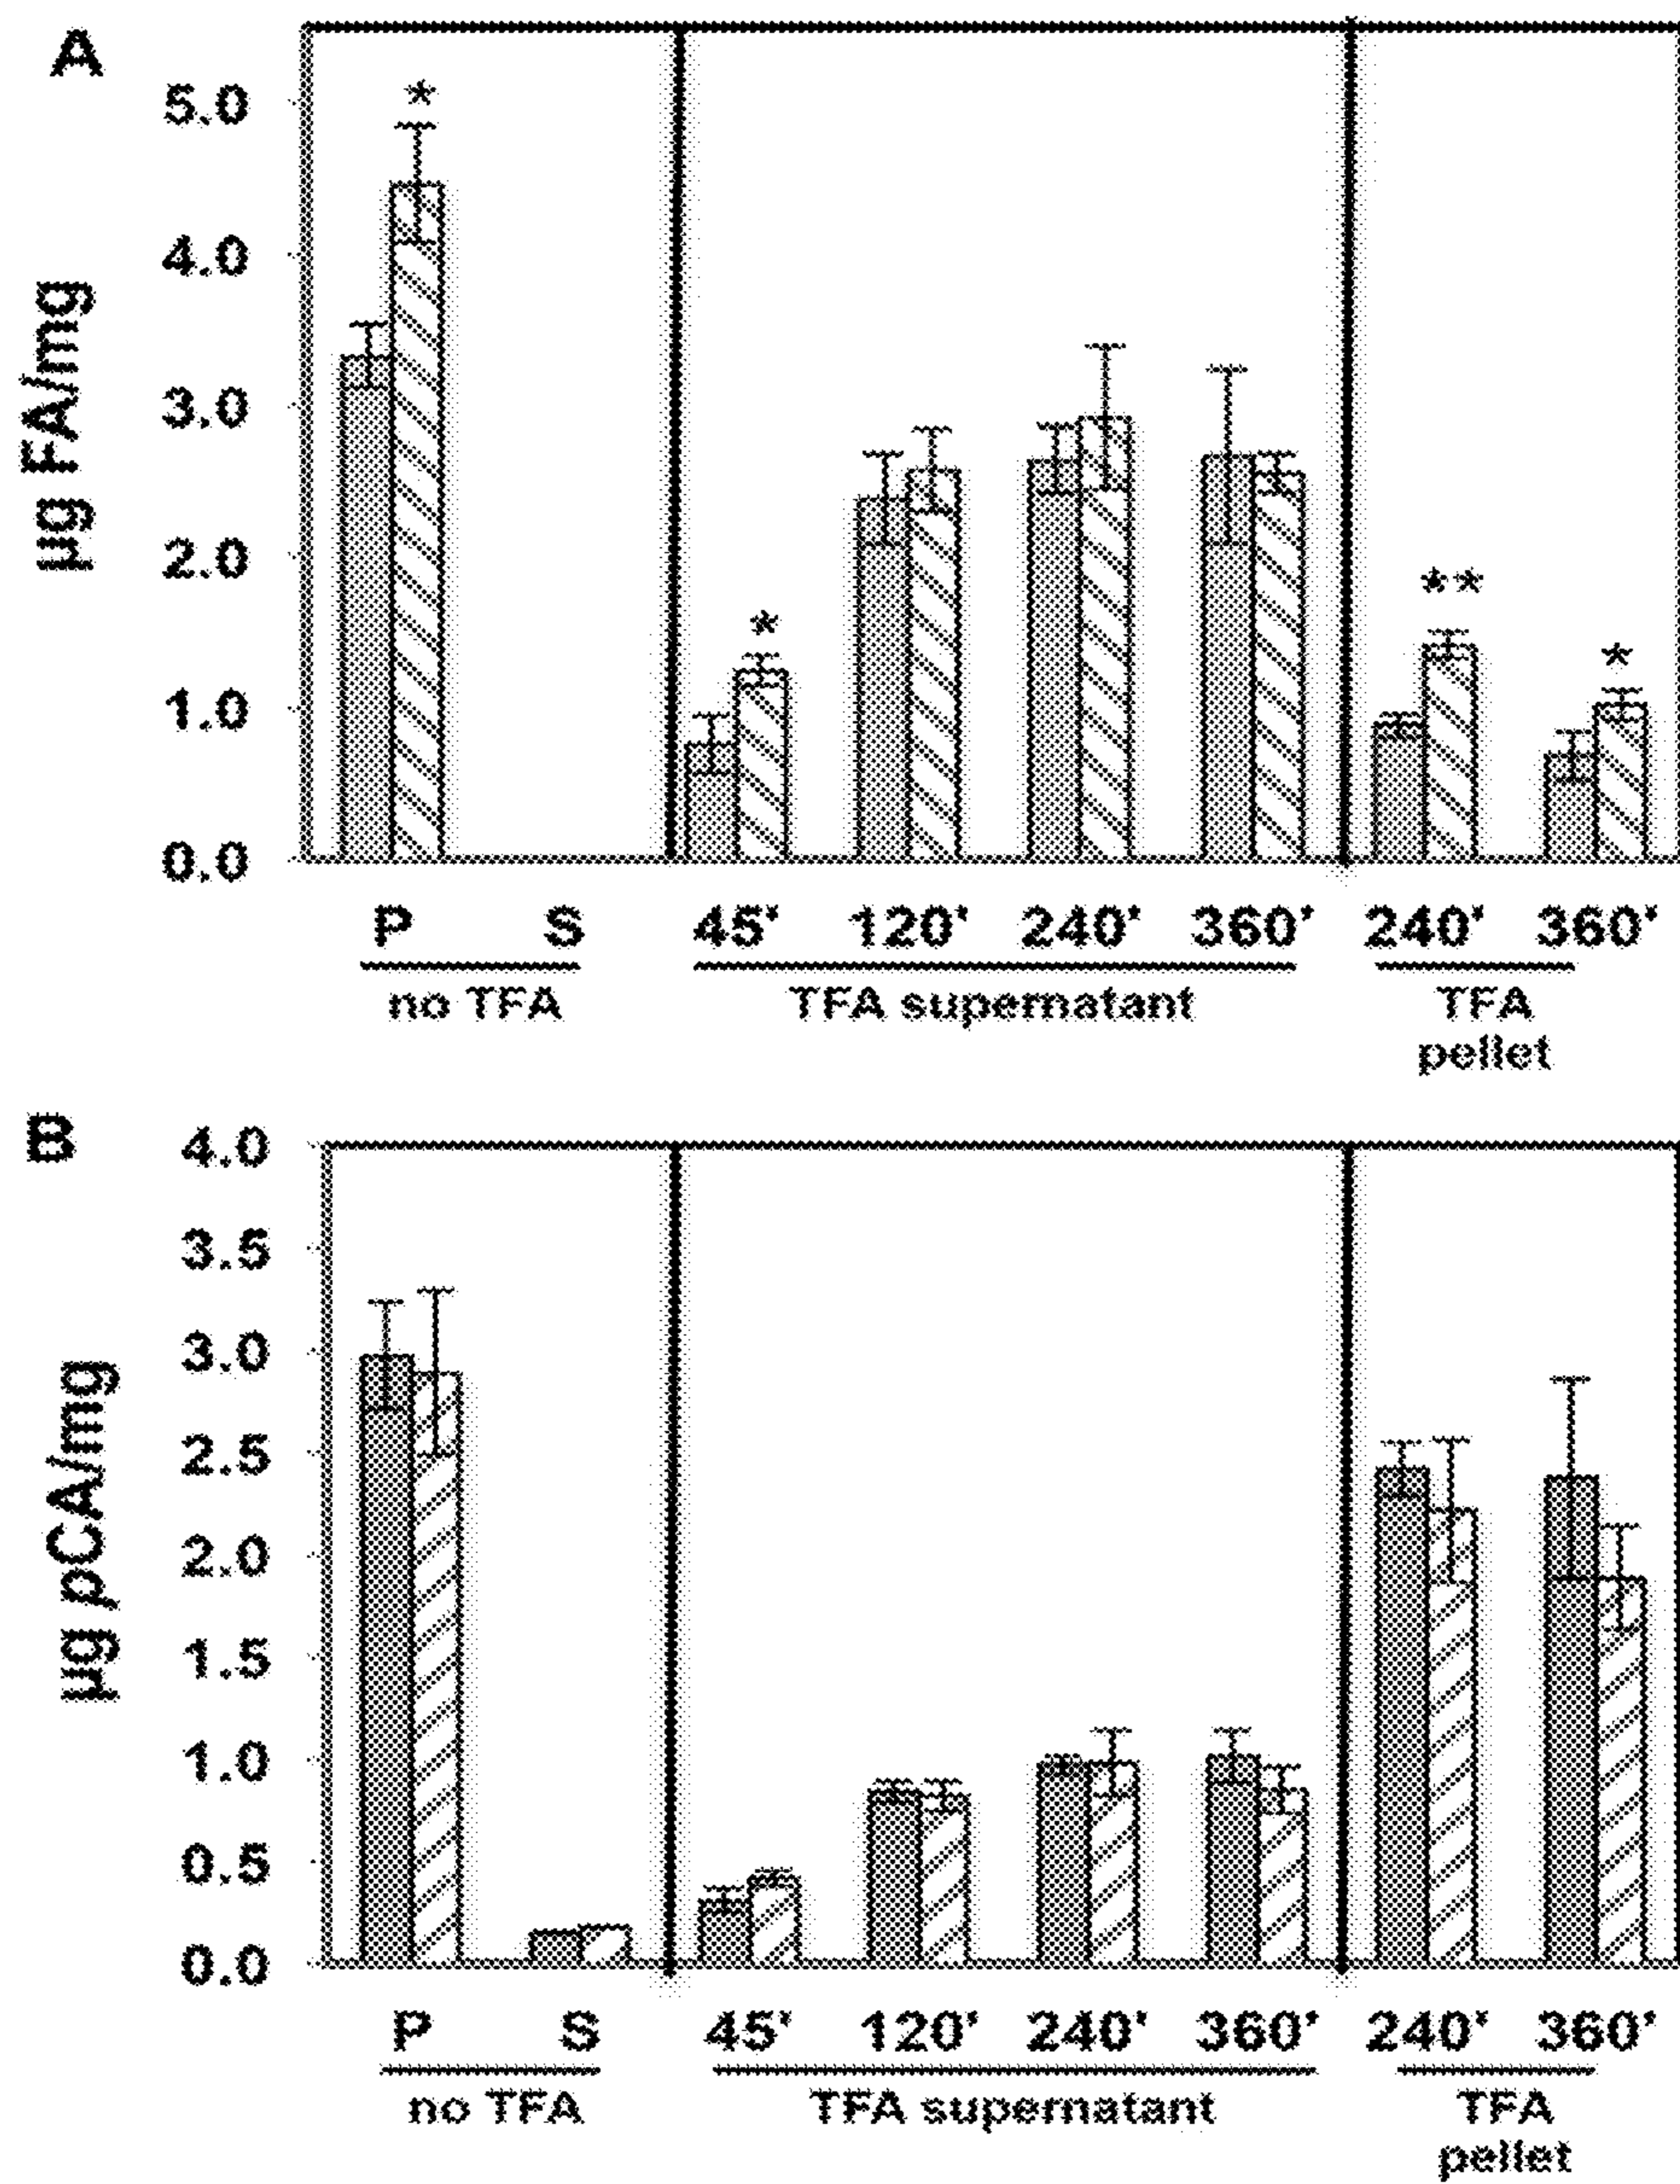 A
5.0
4.0
3.0
2.0
1.0
0.0
µg FA/mg
*
*
**
*
P S 45' 120' 240' 360' 240' 360'
no TFA TFA supernatant TFA
pellet
B
4.0
3.5
3.0
2.5
2.0
1.5
1.0
0.5
0.0
µg pCA/mg
P S 45' 120' 240' 360' 240' 360'
no TFA TFA supernatant TFA
pellet